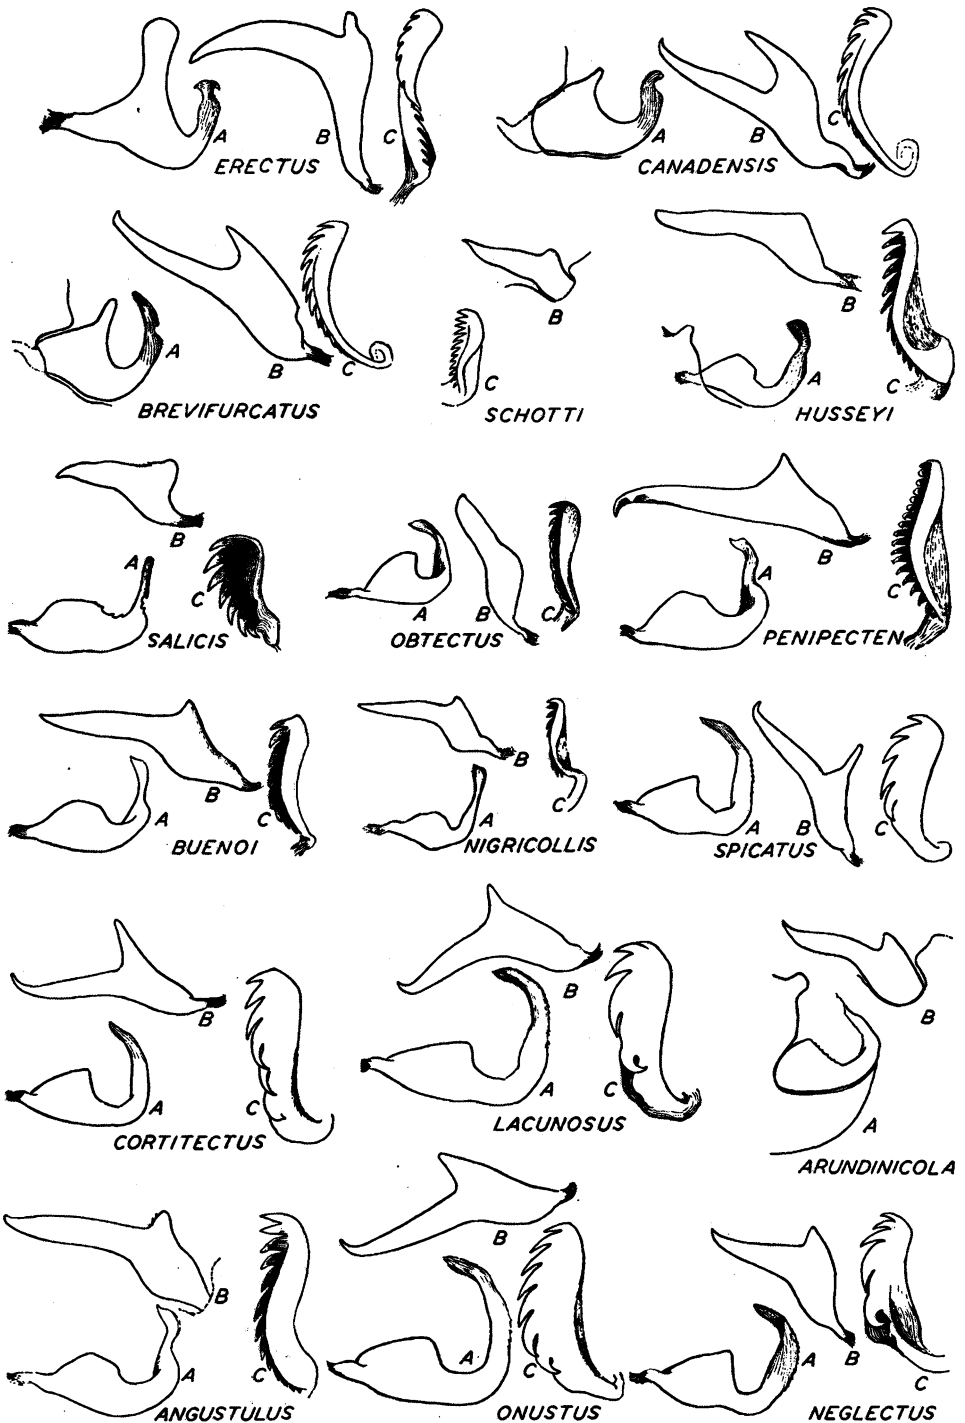 A B C
ERECTUS
A B C
CANADENSIS
A B C
BREVIFURCATUS
B C
SCHOTTI
A B C
HUSSEYI
B A C
SALICIS
A B C
OBTECTUS
A B C
PENIPECTEN
A B C
BUENOI
A B C
NIGRICOLLIS
A B C
SPICATUS
B A C
CORTITECTUS
B A C
LACUNOSUS
B A
ARUNDINICOLA
B A C
ANGUSTULUS
B A C
ONUSTUS
A B C
NEGLECTUS